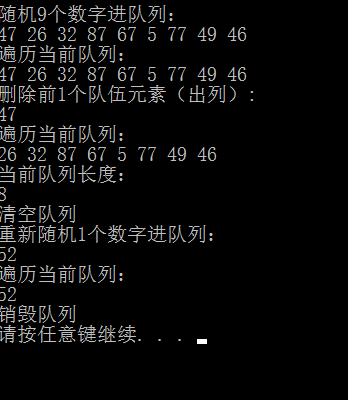 随机9个数字进队列：
47 26 32 87 67 5 77 49 46
遍历当前队列：
47 26 32 87 67 5 77 49 46
删除前1个队伍元素（出列）：
47
遍历当前队列：
26 32 87 67 5 77 49 46
当前队列长度：
8
清空队列
重新随机1个数字进队列：
52
遍历当前队列：
52
销毁队列
请按任意键继续. . .